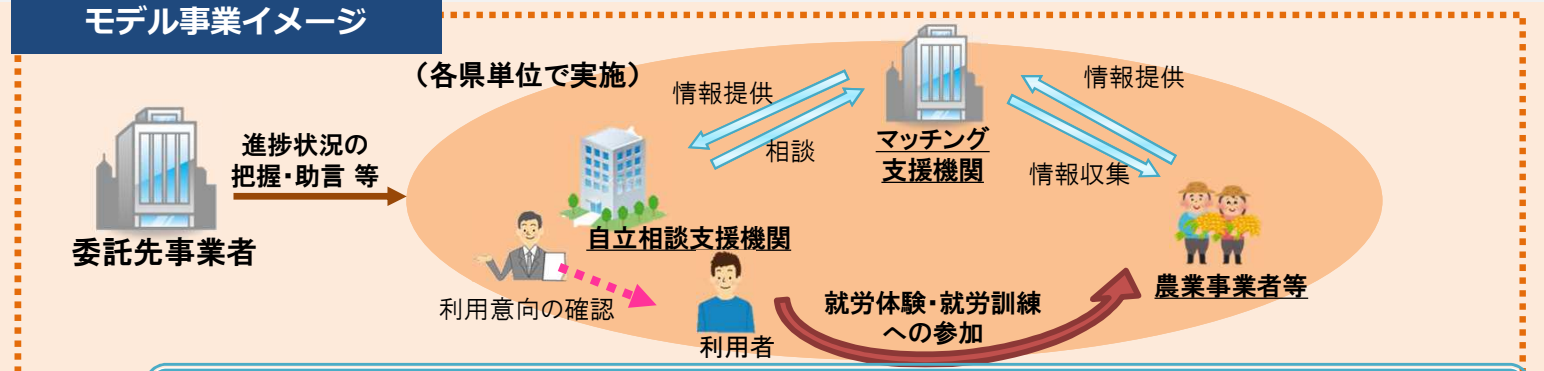 モデル事業イメージ
（各県単位で実施）
情報提供
相談
マッチング
支援機関
情報提供
情報収集
進捗状況の
把握・助言 等
委託先事業者
自立相談支援機関
利用意向の確認
利用者
就労体験・就労訓練
への参加
農業事業者等